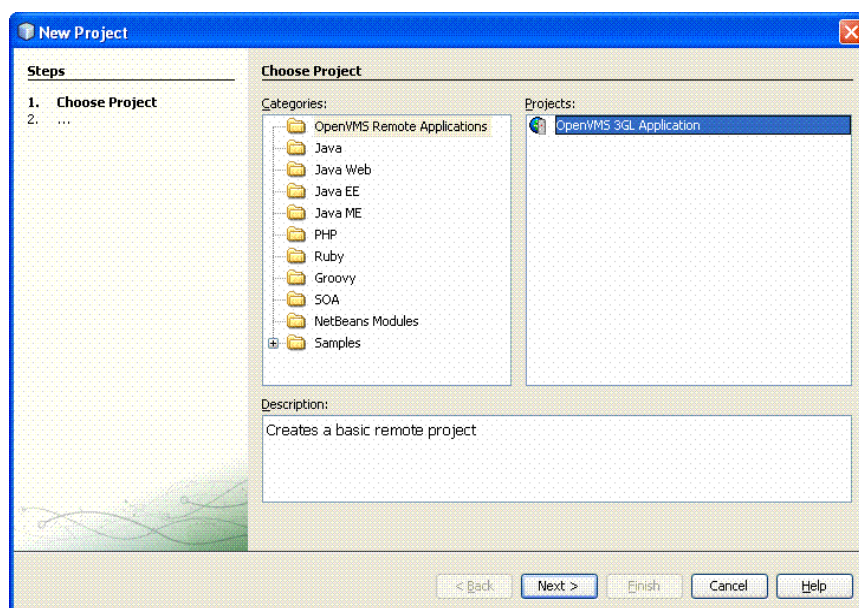 New Project
Steps
1. Choose Project
2. ...
Choose Project
Categories:
OpenVMS Remote Applications
Java
Java Web
Java EE
Java ME
PHP
Ruby
Groovy
SOA
NetBeans Modules
Samples
Projects:
OpenVMS 3GL Application
Description:
Creates a basic remote project
< Back
Next >
Finish
Cancel
Help